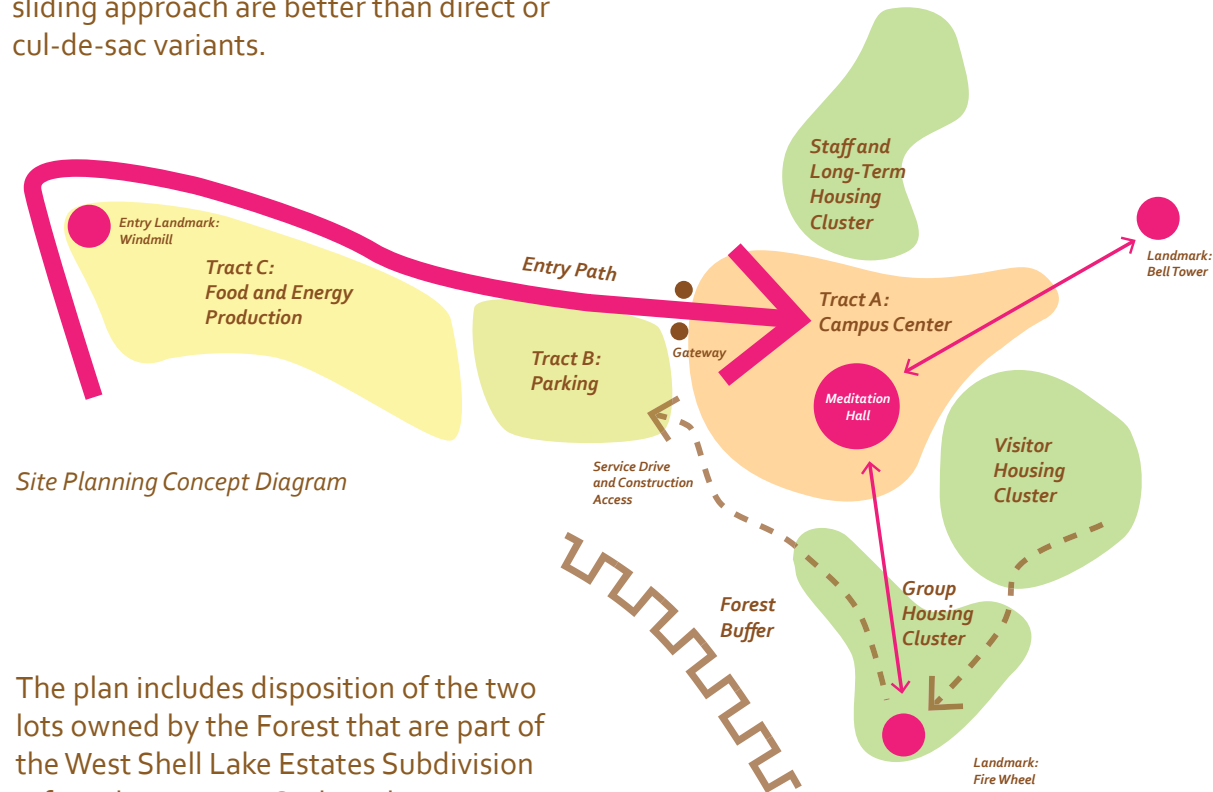 sliding approach are better than direct or
cul-de-sac variants.
Staff and
Long-Term
Housing
Cluster
Entry Landmark:
Windmill
Landmark:
Bell Tower
Tract C:
Food and Energy
Production
Entry Path
Tract A:
Campus Center
Gateway
Tract B:
Parking
Meditation
Hall
Visitor
Housing
Cluster
Service Drive
and Construction
Access
Site Planning Concept Diagram
Forest
Buffer
Group
Housing
Cluster
The plan includes disposition of the two
lots owned by the Forest that are part of
the West Shell Lake Estates Subdivision
Landmark:
Fire Wheel